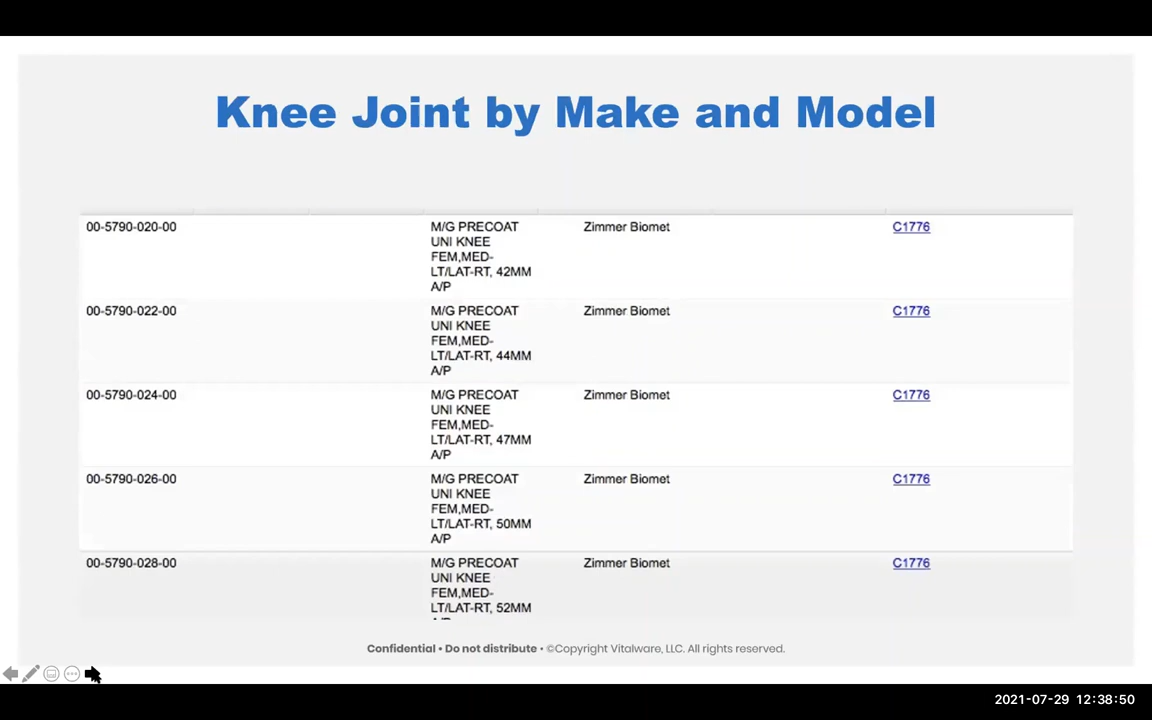 Knee Joint by Make and Model
00-5790-020-00 M/G PRECOAT Zimmer Biomet C1776
UNI KNEE
FEM,MED-
LT/LAT-RT, 42MM
A/P
00-5790-022-00 M/G PRECOAT Zimmer Biomet C1776
UNI KNEE
FEM,MED-
LT/LAT-RT, 44MM
A/P
00-5790-024-00 M/G PRECOAT Zimmer Biomet C1776
UNI KNEE
FEM,MED-
LT/LAT-RT, 47MM
A/P
00-5790-026-00 M/G PRECOAT Zimmer Biomet C1776
UNI KNEE
FEM,MED-
LT/LAT-RT, 50MM
A/P
00-5790-028-00 M/G PRECOAT Zimmer Biomet C1776
UNI KNEE
FEM,MED-
LT/LAT-RT, 52MM
Confidential • Do not distribute • ©Copyright Vitalware, LLC. All rights reserved.
2021-07-29 12:38:50